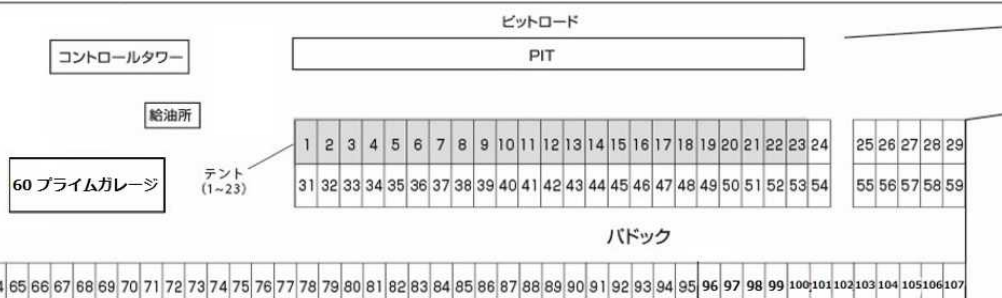 ピットロード
コントロールタワー
PIT
給油所
1 2 3 4 5 6 7 8 9 10 11 12 13 14 15 16 17 18 19 20 21 22 23 24 25 26 27 28 29
テント
(1~23)
60 プライムガレージ
31 32 33 34 35 36 37 38 39 40 41 42 43 44 45 46 47 48 49 50 51 52 53 54 55 56 57 58 59
パドック
65 66 67 68 69 70 71 72 73 74 75 76 77 78 79 80 81 82 83 84 85 86 87 88 89 90 91 92 93 94 95 96 97 98 99 100 101 102 103 104 105 106 107